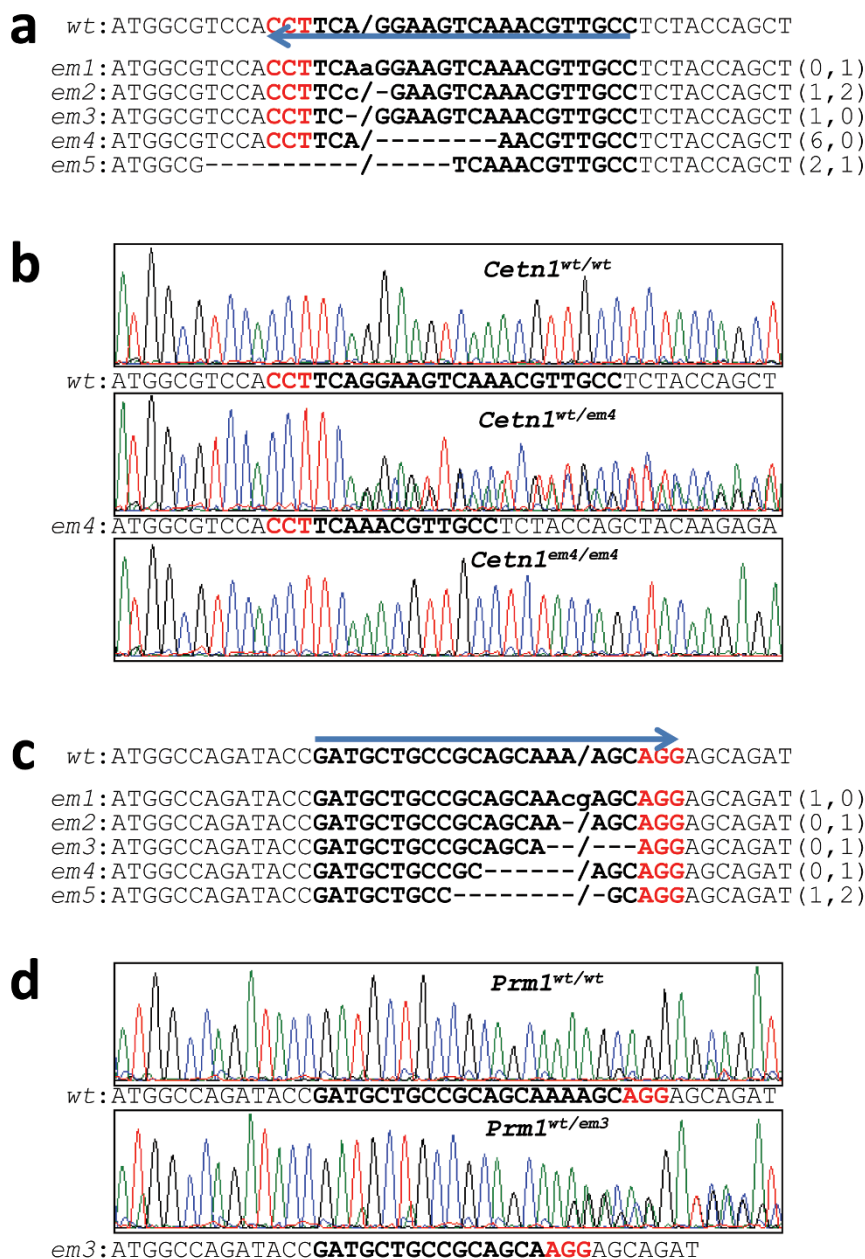 a
wt:ATGGCGTCCACCTTCA/GGAAGTCAAACGTTGCCTCTACCAGCT
em1:ATGGCGTCCACCTTCAaGGAAGTCAAACGTTGCCTCTACCAGCT(0,1)
em2:ATGGCGTCCACCTTCc/-GAAGTCAAACGTTGCCTCTACCAGCT(1,2)
em3:ATGGCGTCCACCTTC-/GGAAGTCAAACGTTGCCTCTACCAGCT(1,0)
em4:ATGGCGTCCACCTTCA/--------AACGTTGCCTCTACCAGCT(6,0)
em5:ATGGCG----------/-----TCAAACGTTGCCTCTACCAGCT(2,1)
b
Cetn1wt/wt
wt:ATGGCGTCCACCTTCAGGAAGTCAAACGTTGCCTCTACCAGCT
Cetn1wt/em4
em4:ATGGCGTCCACCTTCAAACGTTGCCTCTACCAGCTACAAGAGA
Cetn1em4/em4
c
wt:ATGGCCAGATACCGATGCTGCCGCAGCAAA/AGCAGGAGCAGAT
em1:ATGGCCAGATACCGATGCTGCCGCAGCAAcgAGCAGGAGCAGAT(1,0)
em2:ATGGCCAGATACCGATGCTGCCGCAGCAA-/AGCAGGAGCAGAT(0,1)
em3:ATGGCCAGATACCGATGCTGCCGCAGCA--/---AGGAGCAGAT(0,1)
em4:ATGGCCAGATACCGATGCTGCCGC------/AGCAGGAGCAGAT(0,1)
em5:ATGGCCAGATACCGATGCTGCC--------/-GCAGGAGCAGAT(1,2)
d
Prm1wt/wt
wt:ATGGCCAGATACCGATGCTGCCGCAGCAAAAGCAGGAGCAGAT
Prm1wt/em3
em3:ATGGCCAGATACCGATGCTGCCGCAGCAAGGAGCAGAT